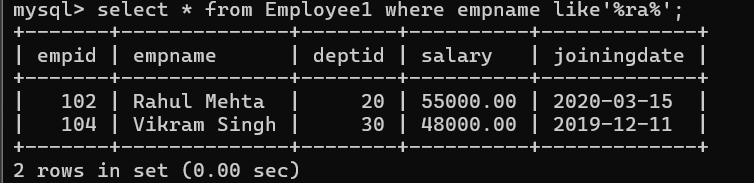 mysql> select * from Employee1 where empname like'%ra%';
+-------+--------------+--------+----------+-------------+
| empid | empname      | deptid | salary   | joiningdate |
+-------+--------------+--------+----------+-------------+
|   102 | Rahul Mehta  |     20 | 55000.00 | 2020-03-15  |
|   104 | Vikram Singh |     30 | 48000.00 | 2019-12-11  |
+-------+--------------+--------+----------+-------------+
2 rows in set (0.00 sec)